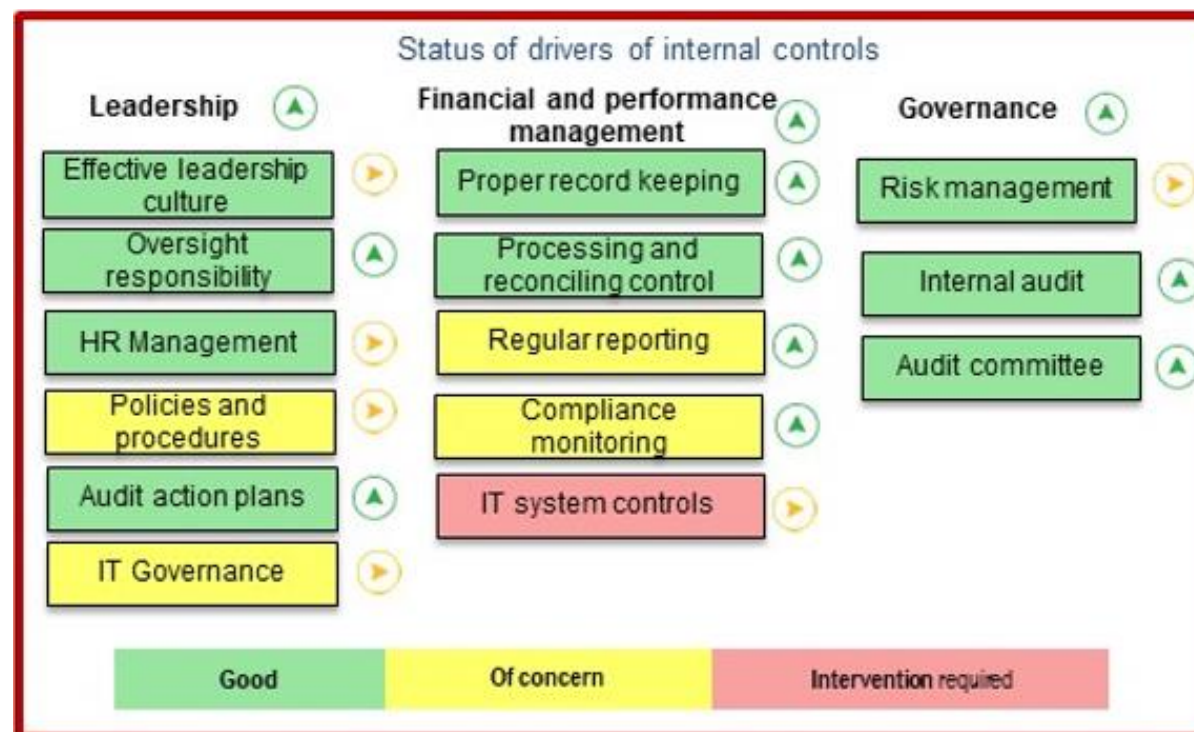 Status of drivers of internal controls
Leadership
Effective leadership
culture
Oversight
responsibility
HR Management
Policies and
procedures
Audit action plans
IT Governance
Financial and performance
management
Proper record keeping
Processing and
reconciling control
Regular reporting
Compliance
monitoring
IT system controls
Governance
Risk management
Internal audit
Audit committee
Good
Of concern
Intervention required